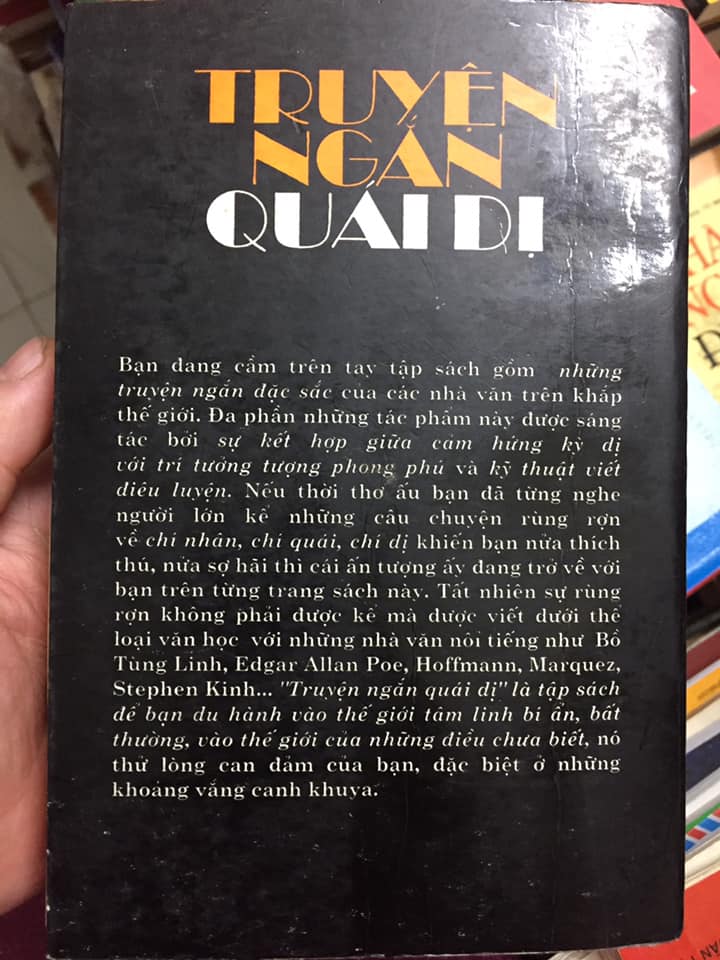 TRUYỆN
NGẮN
QUÁI DỊ
Bạn đang cầm trên tay tập sách gồm những
truyện ngắn đặc sắc của các nhà văn trên khắp
thế giới. Đa phần những tác phẩm này được sáng
tác bởi sự kết hợp giữa cảm hứng kỳ dị
với trí tưởng tượng phong phú và kỹ thuật viết
điêu luyện. Nếu thời thơ ấu bạn đã từng nghe
người lớn kể những câu chuyện rùng rợn
về chí nhân, chí quái, chí dị khiến bạn nửa thích
thú, nửa sợ hãi thì cái ấn tượng ấy đang trở về với
bạn trên từng trang sách này. Tất nhiên sự rùng
rợn không phải được kể mà được viết dưới thể
loại văn học với những nhà văn nổi tiếng như Bồ
Tùng Linh, Edgar Allan Poe, Hoffmann, Marquez,
Stephen Kinh... "Truyện ngắn quái dị" là tập sách
để bạn du hành vào thế giới tâm linh bí ẩn, bất
thường, vào thế giới của những điều chưa biết, nó
thử lòng can đảm của bạn, đặc biệt ở những
khoảng vắng canh khuya.